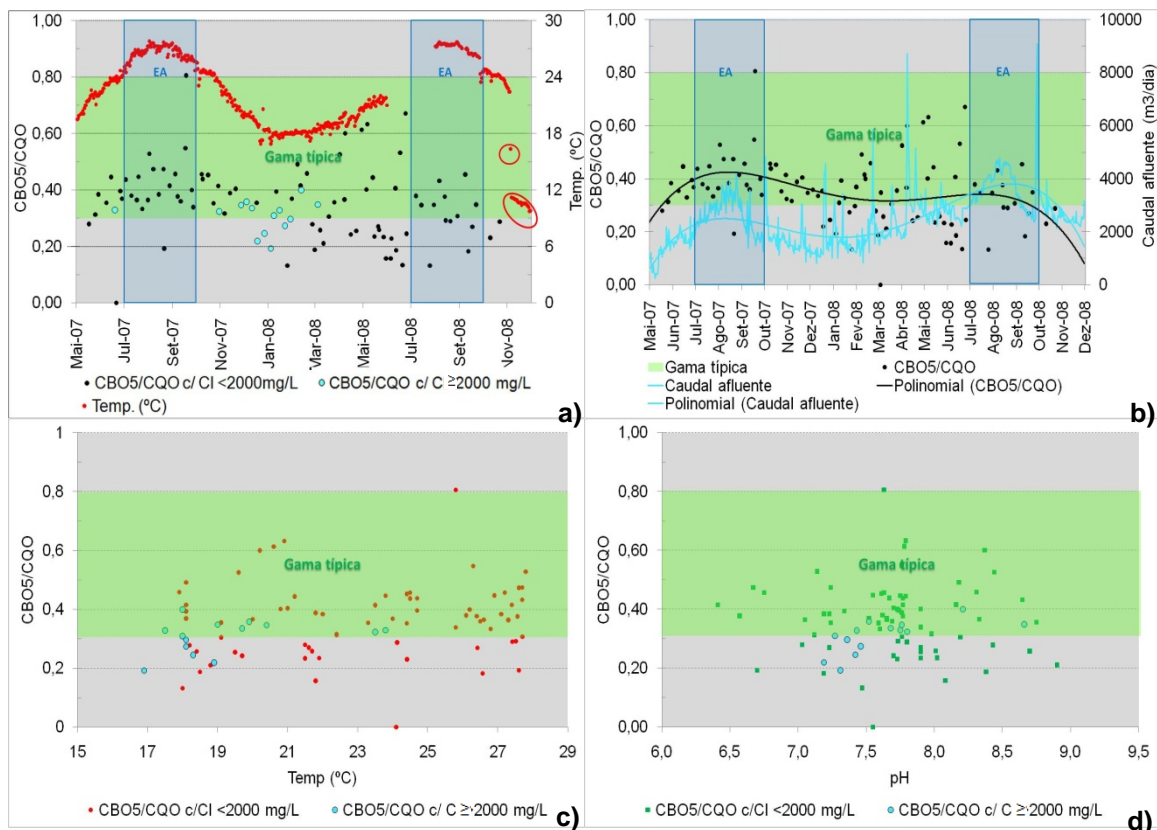 CBO5/CQO
1,00
0,80
0,60
0,40
0,20
0,00
EA
EA
Gama típica
30
24
18
12
6
0
Temp. (ºC)
Mai-07
Jul-07
Set-07
Nov-07
Jan-08
Mar-08
Mai-08
Jul-08
Set-08
Nov-08
CBO5/CQO c/ Cl <2000mg/L
CBO5/CQO c/ C ≥2000 mg/L
Temp. (ºC)
a)
CBO5/CQO
1,00
0,80
0,60
0,40
0,20
0,00
EA
EA
Gama típica
10000
8000
6000
4000
2000
0
Caudal afluente (m3/dia)
Mai-07
Jun-07
Jul-07
Ago-07
Set-07
Out-07
Nov-07
Dez-07
Jan-08
Fev-08
Mar-08
Abr-08
Mai-08
Jun-08
Jul-08
Ago-08
Set-08
Out-08
Nov-08
Dez-08
Gama típica
CBO5/CQO
Caudal afluente
Polinomial (CBO5/CQO)
Polinomial (Caudal afluente)
b)
CBO5/CQO
1
0,80
0,60
0,40
0,20
0
Gama típica
15
17
19
21
23
25
27
29
Temp (ºC)
CBO5/CQO c/Cl <2000 mg/L
CBO5/CQO c/ C ≥2000 mg/L
c)
CBO5/CQO
1,00
0,80
0,60
0,40
0,20
0,00
Gama típica
6,0
6,5
7,0
7,5
8,0
8,5
9,0
9,5
pH
CBO5/CQO c/Cl <2000 mg/L
CBO5/CQO c/ C ≥2000 mg/L
d)